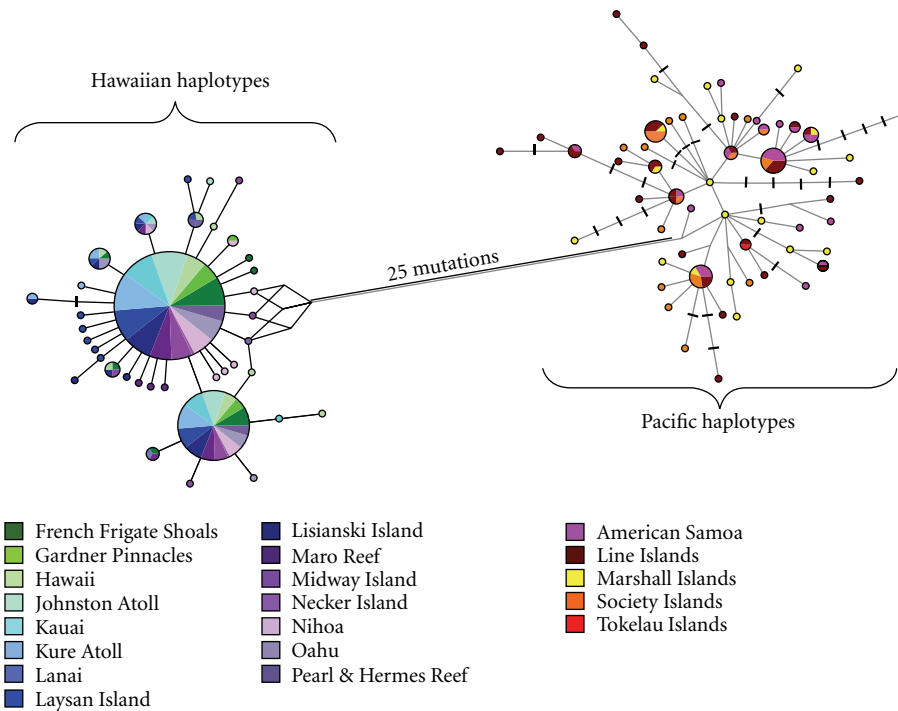 Hawaiian haplotypes
25 mutations
Pacific haplotypes
French Frigate Shoals
Gardner Pinnacles
Hawaii
Johnston Atoll
Kauai
Kure Atoll
Lanai
Laysan Island
Lisianski Island
Maro Reef
Midway Island
Necker Island
Nihoa
Oahu
Pearl & Hermes Reef
American Samoa
Line Islands
Marshall Islands
Society Islands
Tokelau Islands